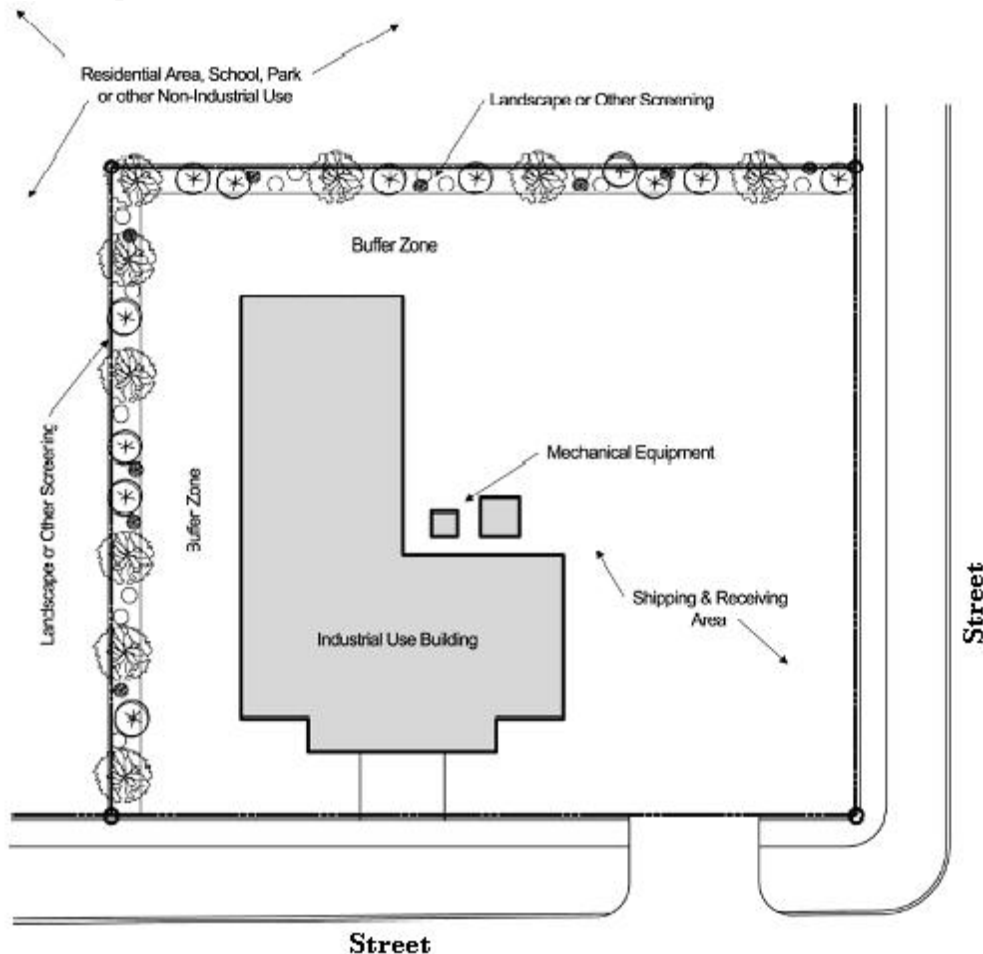 Residential Area, School, Park
or other Non-Industrial Use
Landscape or Other Screening
Buffer Zone
Landscape or Other Screening
Buffer Zone
Mechanical Equipment
Shipping & Receiving
Area
Industrial Use Building
Street
Street